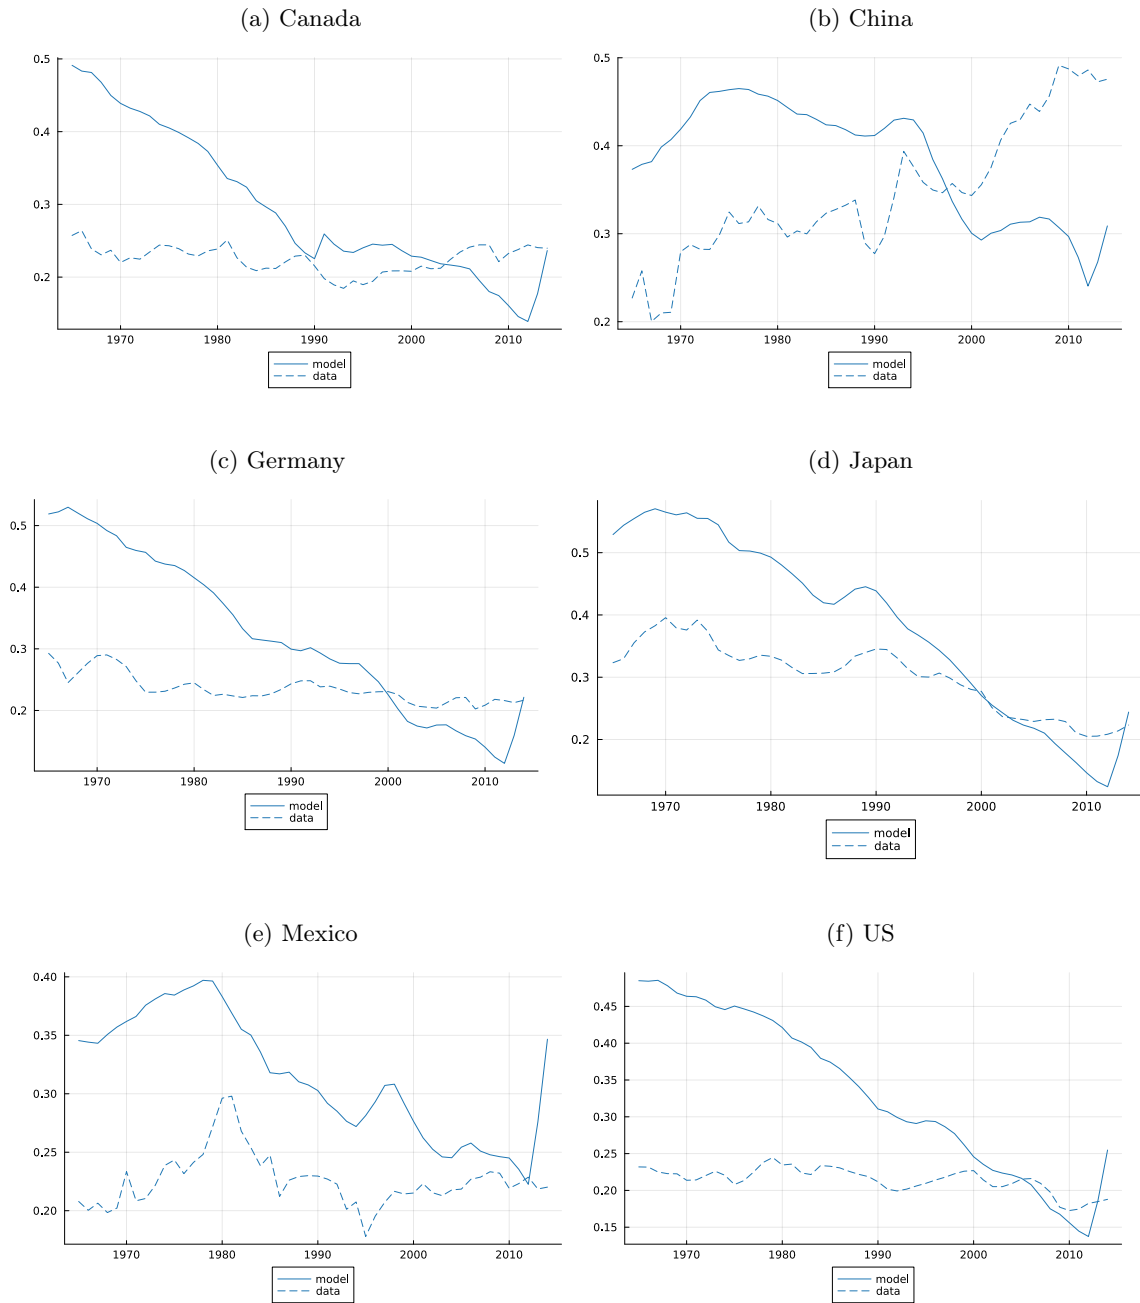 (a) Canada
0.5
0.4
0.3
0.2
1970 1980 1990 2000 2010
model
data
(b) China
0.5
0.4
0.3
0.2
1970 1980 1990 2000 2010
model
data
(c) Germany
0.5
0.4
0.3
0.2
1970 1980 1990 2000 2010
model
data
(d) Japan
0.5
0.4
0.3
0.2
1970 1980 1990 2000 2010
model
data
(e) Mexico
0.40
0.35
0.30
0.25
0.20
1970 1980 1990 2000 2010
model
data
(f) US
0.45
0.40
0.35
0.30
0.25
0.20
0.15
1970 1980 1990 2000 2010
model
data